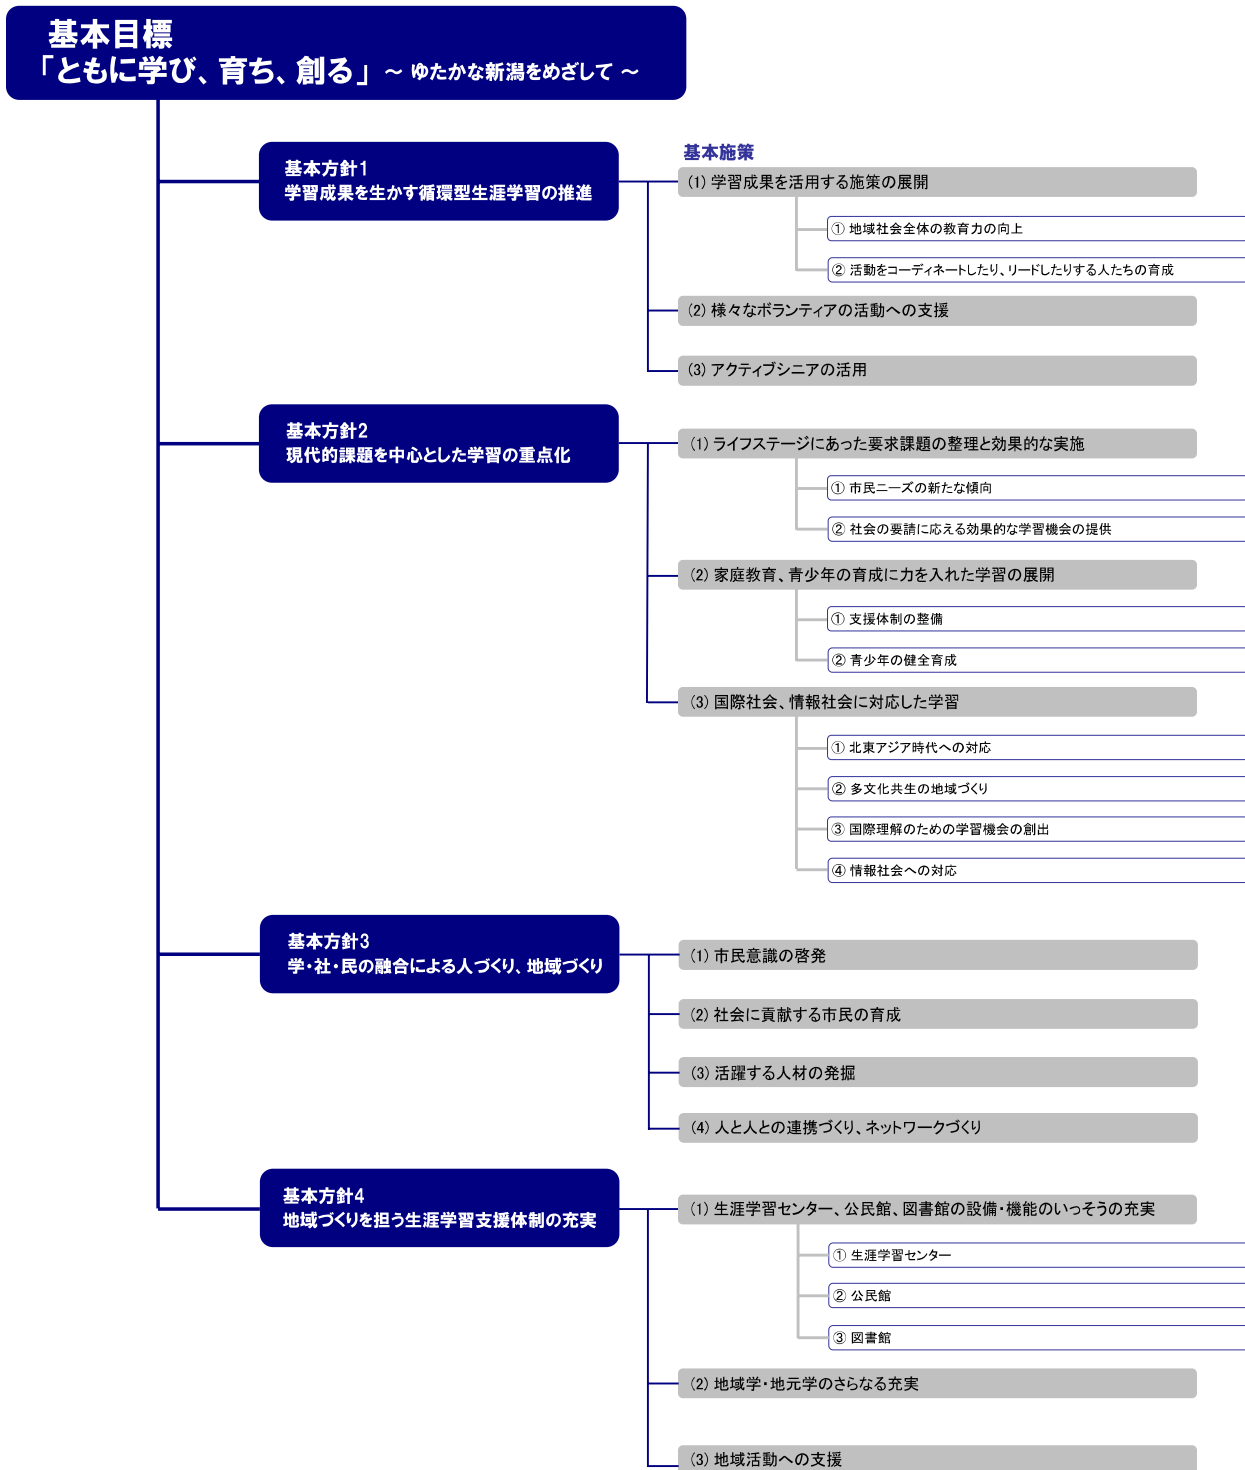 基本目標
「ともに学び、育ち、創る」 ～ ゆたかな新潟をめざして ～
基本方針1
学習成果を生かす循環型生涯学習の推進
基本施策
(1) 学習成果を活用する施策の展開
① 地域社会全体の教育力の向上
② 活動をコーディネートしたり、リードしたりする人たちの育成
(2) 様々なボランティアの活動への支援
(3) アクティブシニアの活用
基本方針2
現代的課題を中心とした学習の重点化
(1) ライフステージにあった要求課題の整理と効果的な実施
① 市民ニーズの新たな傾向
② 社会の要請に応える効果的な学習機会の提供
(2) 家庭教育、青少年の育成に力を入れた学習の展開
① 支援体制の整備
② 青少年の健全育成
(3) 国際社会、情報社会に対応した学習
① 北東アジア時代への対応
② 多文化共生の地域づくり
③ 国際理解のための学習機会の創出
④ 情報社会への対応
基本方針3
学・社・民の融合による人づくり、地域づくり
(1) 市民意識の啓発
(2) 社会に貢献する市民の育成
(3) 活躍する人材の発掘
(4) 人と人との連携づくり、ネットワークづくり
基本方針4
地域づくりを担う生涯学習支援体制の充実
(1) 生涯学習センター、公民館、図書館の設備・機能のいっそうの充実
① 生涯学習センター
② 公民館
③ 図書館
(2) 地域学・地元学のさらなる充実
(3) 地域活動への支援